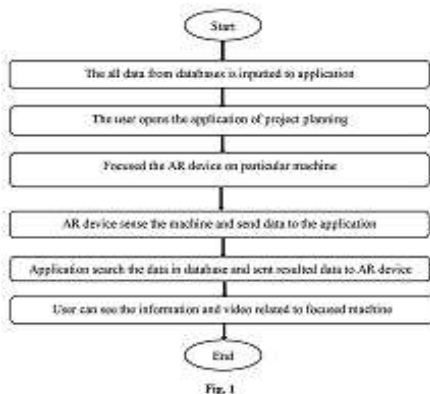 Start
The all data from databases is inputted to application
The user opens the application of project planning
Focused the AR device on particular machine
AR device sense the machine and send data to the application
Application search the data in database and sent resulted data to AR device
User can see the information and video related to focused machine
End
Fig. 1